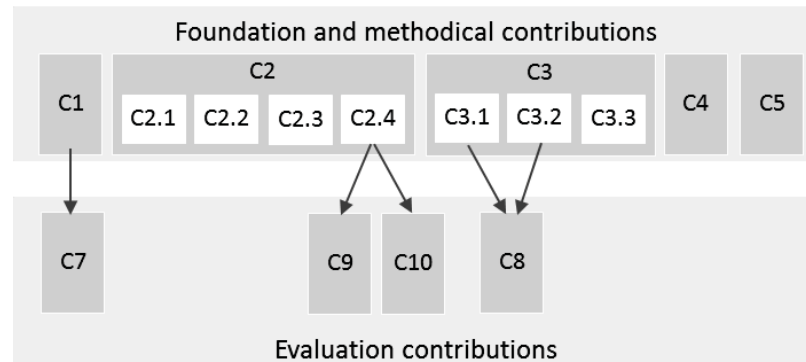 Foundation and methodical contributions
C1
C2
C2.1
C2.2
C2.3
C2.4
C3
C3.1
C3.2
C3.3
C4
C5
C7
C9
C10
C8
Evaluation contributions